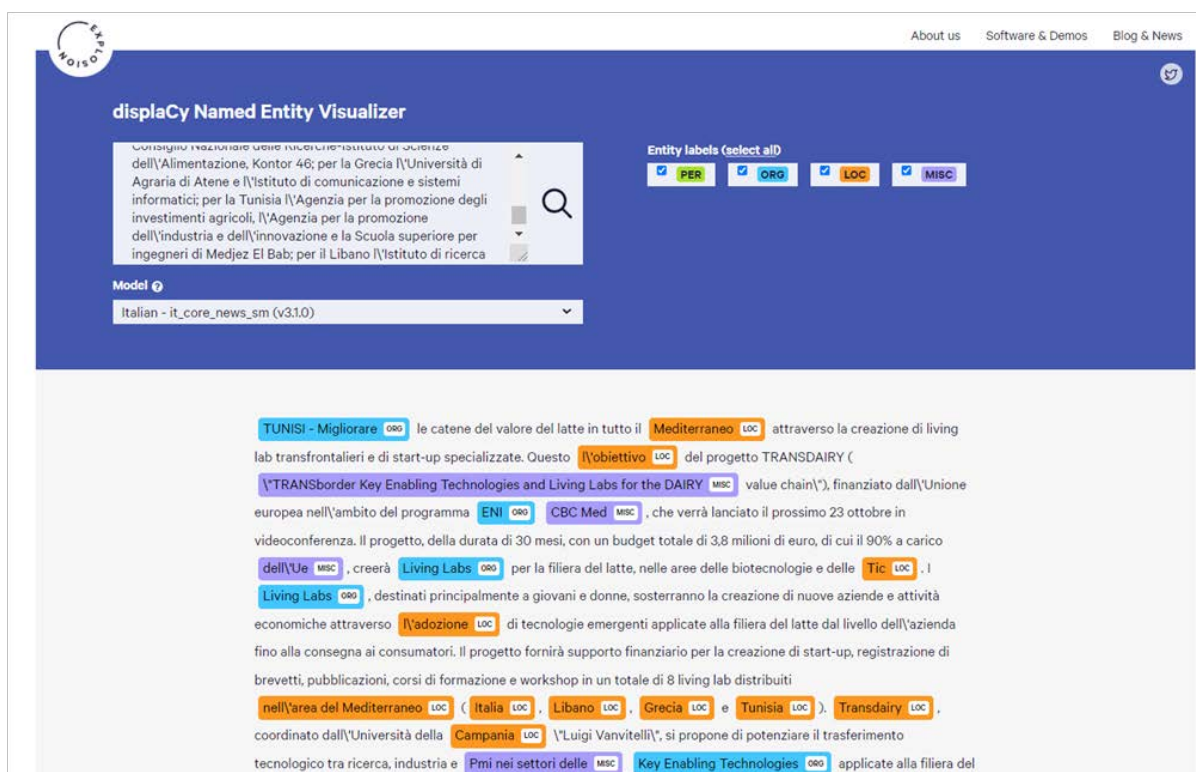 EXPLOSION
About us Software & Demos Blog & News
displaCy Named Entity Visualizer
Consiglio Nazionale delle Ricerche-Istituto di Scienze
dell\'Alimentazione, Kontor 46; per la Grecia l\'Università di
Agraria di Atene e l\'Istituto di comunicazione e sistemi
informatici; per la Tunisia l\'Agenzia per la promozione degli
investimenti agricoli, l\'Agenzia per la promozione
dell\'industria e dell\'innovazione e la Scuola superiore per
ingegneri di Medjez El Bab; per il Libano l\'Istituto di ricerca
Entity labels (select all)
PER ORG LOC MISC
Model ?
Italian - it_core_news_sm (v3.1.0)
TUNISI - Migliorare ORG le catene del valore del latte in tutto il Mediterraneo LOC attraverso la creazione di living
lab transfrontalieri e di start-up specializzate. Questo l\'obiettivo LOC del progetto TRANSDAIRY (
\"TRANSborder Key Enabling Technologies and Living Labs for the DAIRY MISC value chain\"), finanziato dall\'Unione
europea nell\'ambito del programma ENI ORG CBC Med MISC , che verrà lanciato il prossimo 23 ottobre in
videoconferenza. Il progetto, della durata di 30 mesi, con un budget totale di 3,8 milioni di euro, di cui il 90% a carico
dell\'Ue MISC , creerà Living Labs ORG per la filiera del latte, nelle aree delle biotecnologie e delle Tic LOC . I
Living Labs ORG , destinati principalmente a giovani e donne, sosterranno la creazione di nuove aziende e attività
economiche attraverso l\'adozione LOC di tecnologie emergenti applicate alla filiera del latte dal livello dell\'azienda
fino alla consegna ai consumatori. Il progetto fornirà supporto finanziario per la creazione di start-up, registrazione di
brevetti, pubblicazioni, corsi di formazione e workshop in un totale di 8 living lab distribuiti
nell\'area del Mediterraneo LOC ( Italia LOC , Libano LOC , Grecia LOC e Tunisia LOC ). Transdairy LOC ,
coordinato dall\'Università della Campania LOC \"Luigi Vanvitelli\", si propone di potenziare il trasferimento
tecnologico tra ricerca, industria e Pmi nei settori delle MISC Key Enabling Technologies ORG applicate alla filiera del